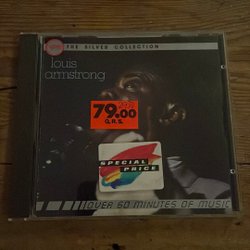 THE SILVER COLLECTION
louis
armstrong
79.00
G.A.S.
SPECIAL
PRICE
OVER 60 MINUTES OF MUSIC